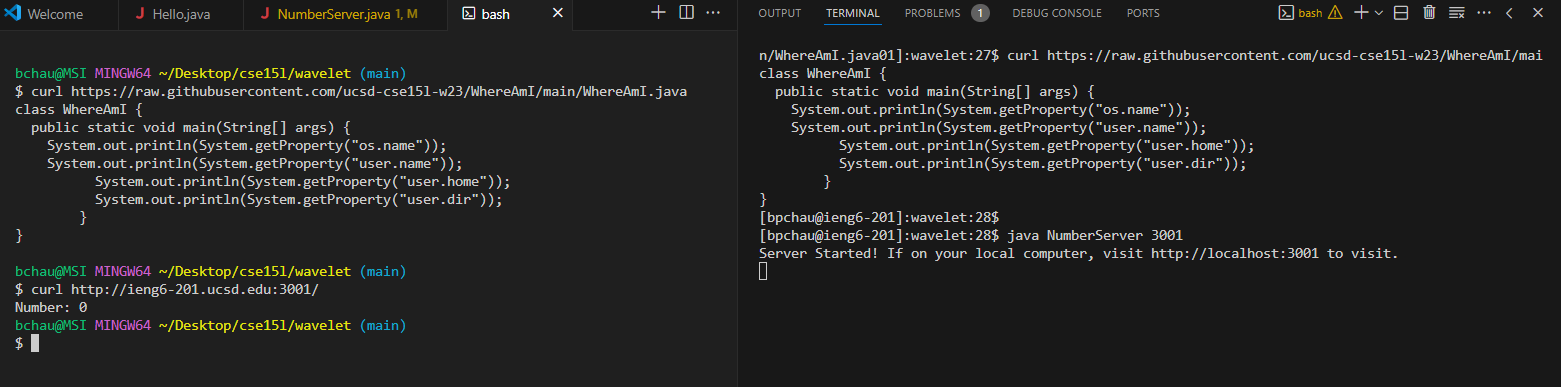 Welcome Hello.java NumberServer.java 1, M bash
bchau@MSI MINGW64 ~/Desktop/cse15l/wavelet (main)
$ curl https://raw.githubusercontent.com/ucsd-cse15l-w23/WhereAmI/main/WhereAmI.java
class WhereAmI {
  public static void main(String[] args) {
    System.out.println(System.getProperty("os.name"));
    System.out.println(System.getProperty("user.name"));
          System.out.println(System.getProperty("user.home"));
          System.out.println(System.getProperty("user.dir"));
        }
}
bchau@MSI MINGW64 ~/Desktop/cse15l/wavelet (main)
$ curl http://ieng6-201.ucsd.edu:3001/
Number: 0
bchau@MSI MINGW64 ~/Desktop/cse15l/wavelet (main)
$
OUTPUT TERMINAL PROBLEMS 1 DEBUG CONSOLE PORTS bash
n/WhereAmI.java01]:wavelet:27$ curl https://raw.githubusercontent.com/ucsd-cse15l-w23/WhereAmI/mai
class WhereAmI {
  public static void main(String[] args) {
    System.out.println(System.getProperty("os.name"));
    System.out.println(System.getProperty("user.name"));
          System.out.println(System.getProperty("user.home"));
          System.out.println(System.getProperty("user.dir"));
        }
}
[bpchau@ieng6-201]:wavelet:28$
[bpchau@ieng6-201]:wavelet:28$ java NumberServer 3001
Server Started! If on your local computer, visit http://localhost:3001 to visit.